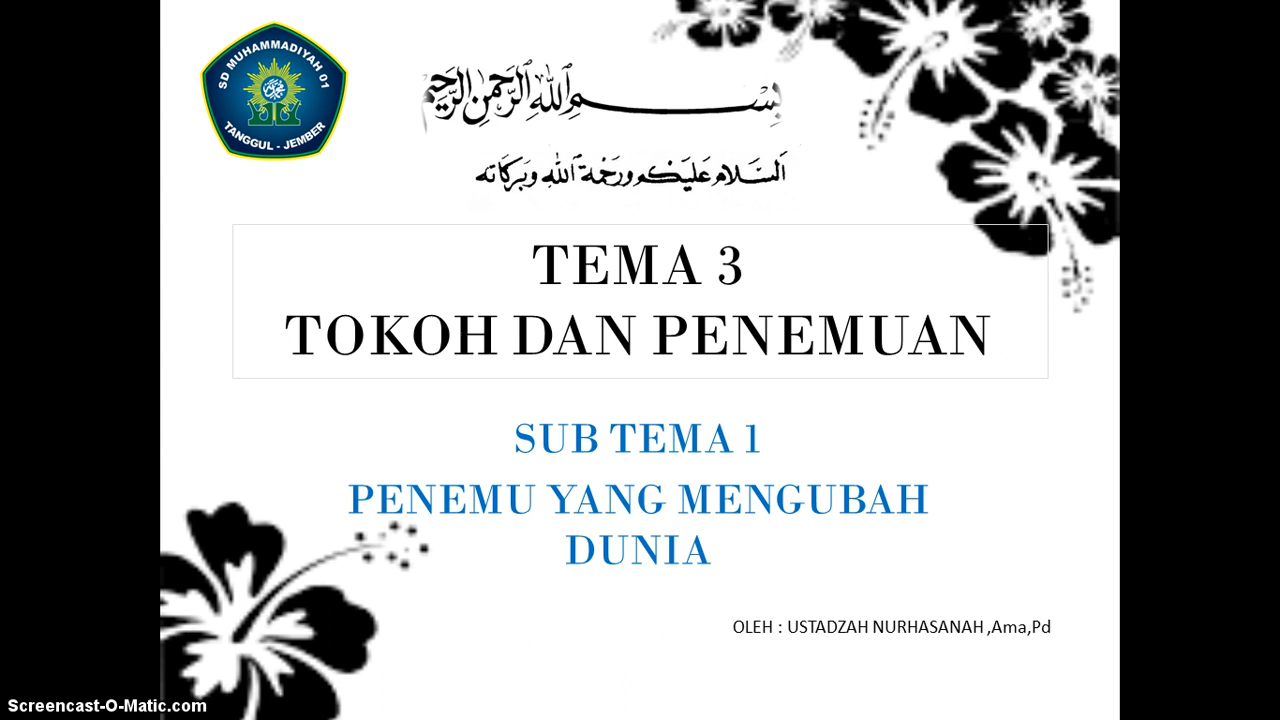 SD MUHAMMADIYAH 01
TANGGUL - JEMBER
بِسْمِ اللهِ الرَّحْمٰنِ الرَّحِيْمِ
اَلسَّلَامُ عَلَيْكُمْ وَرَحْمَةُ اللهِ وَبَرَكَاتُهُ
TEMA 3
TOKOH DAN PENEMUAN
SUB TEMA 1
PENEMU YANG MENGUBAH
DUNIA
OLEH : USTADZAH NURHASANAH ,Ama,Pd
Screencast-O-Matic.com